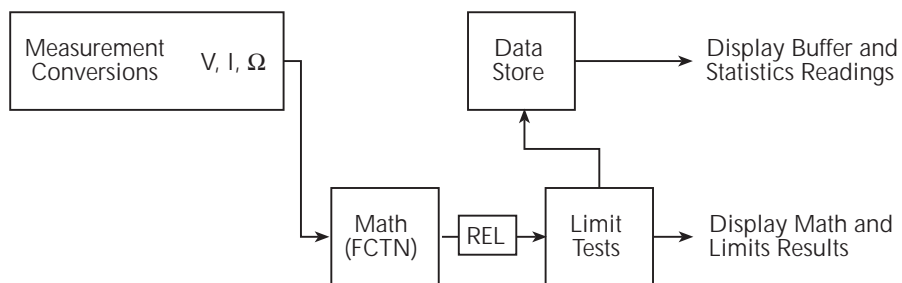 Measurement
Conversions V, I, Ω
Data
Store
Display Buffer and
Statistics Readings
Math
(FCTN)
REL
Limit
Tests
Display Math and
Limits Results